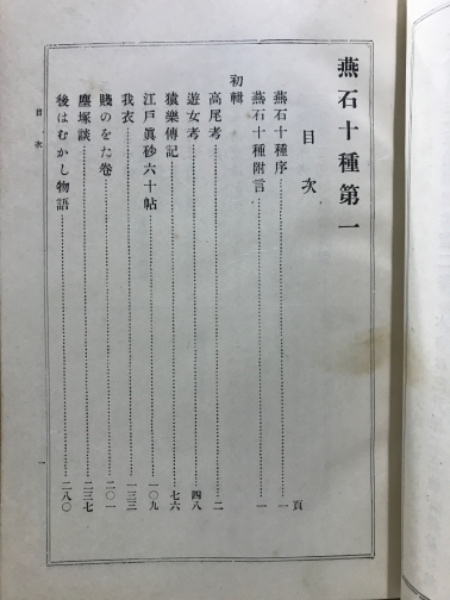 燕石十種第一
目次
頁
燕石十種序……一
燕石十種附言……一
初輯
高尾考……二
遊女考……四八
猿樂傳記……七六
江戸眞砂六十帖……一〇九
我衣……一三三
賤のをだ卷……二〇一
塵塚談……二三七
後はむかし物語……二八〇
目次
一